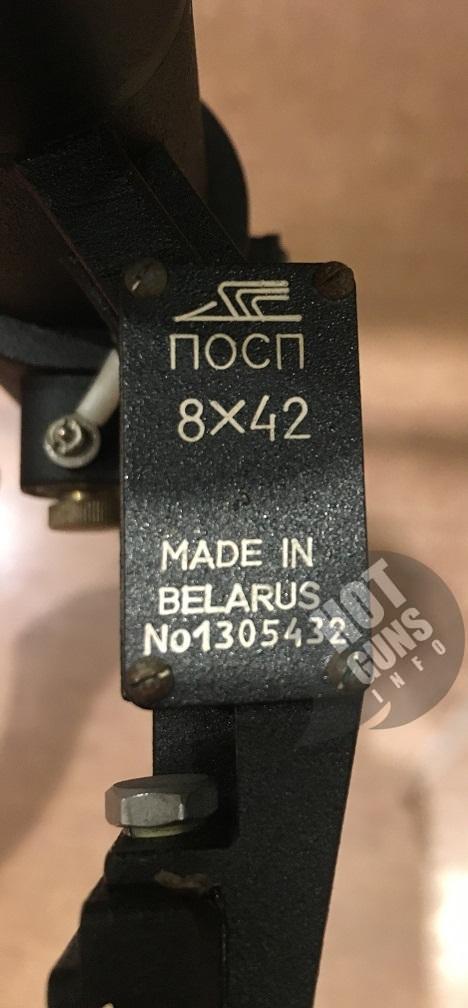 ПОСП
8×42
MADE IN
BELARUS
No1305432
HOT
GUNS
INFO